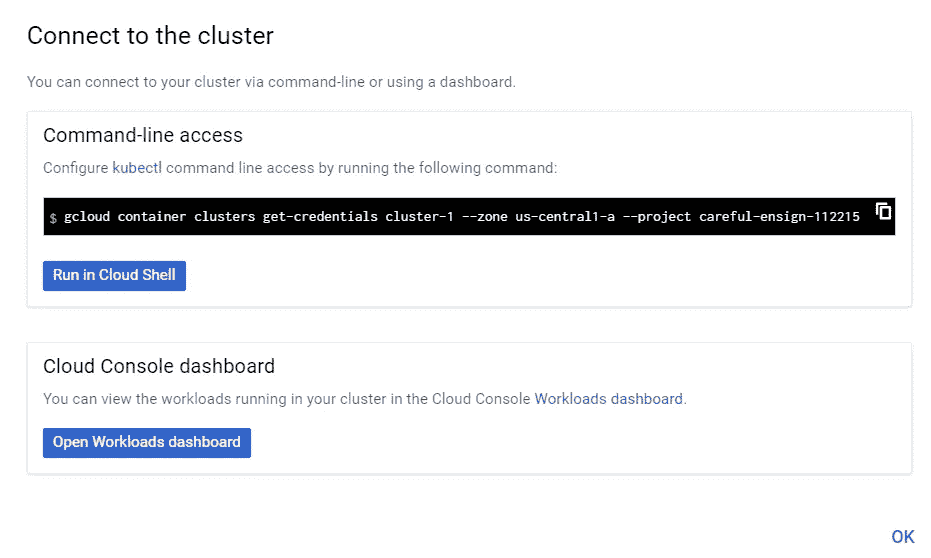 Connect to the cluster
You can connect to your cluster via command-line or using a dashboard.
Command-line access
Configure kubectl command line access by running the following command:
$ gcloud container clusters get-credentials cluster-1 --zone us-central1-a --project careful-ensign-112215
Run in Cloud Shell
Cloud Console dashboard
You can view the workloads running in your cluster in the Cloud Console Workloads dashboard.
Open Workloads dashboard
OK